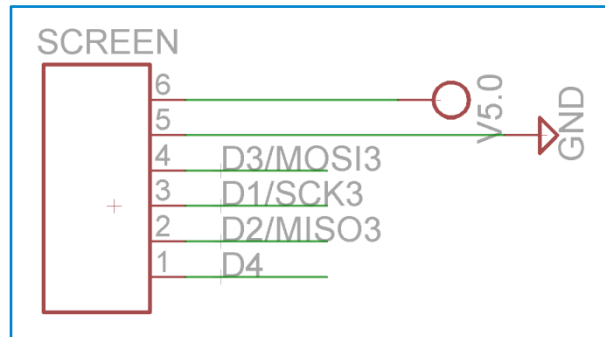 SCREEN
6
V5.0
5
GND
4 D3/MOSI3
3 D1/SCK3
2 D2/MISO3
1 D4